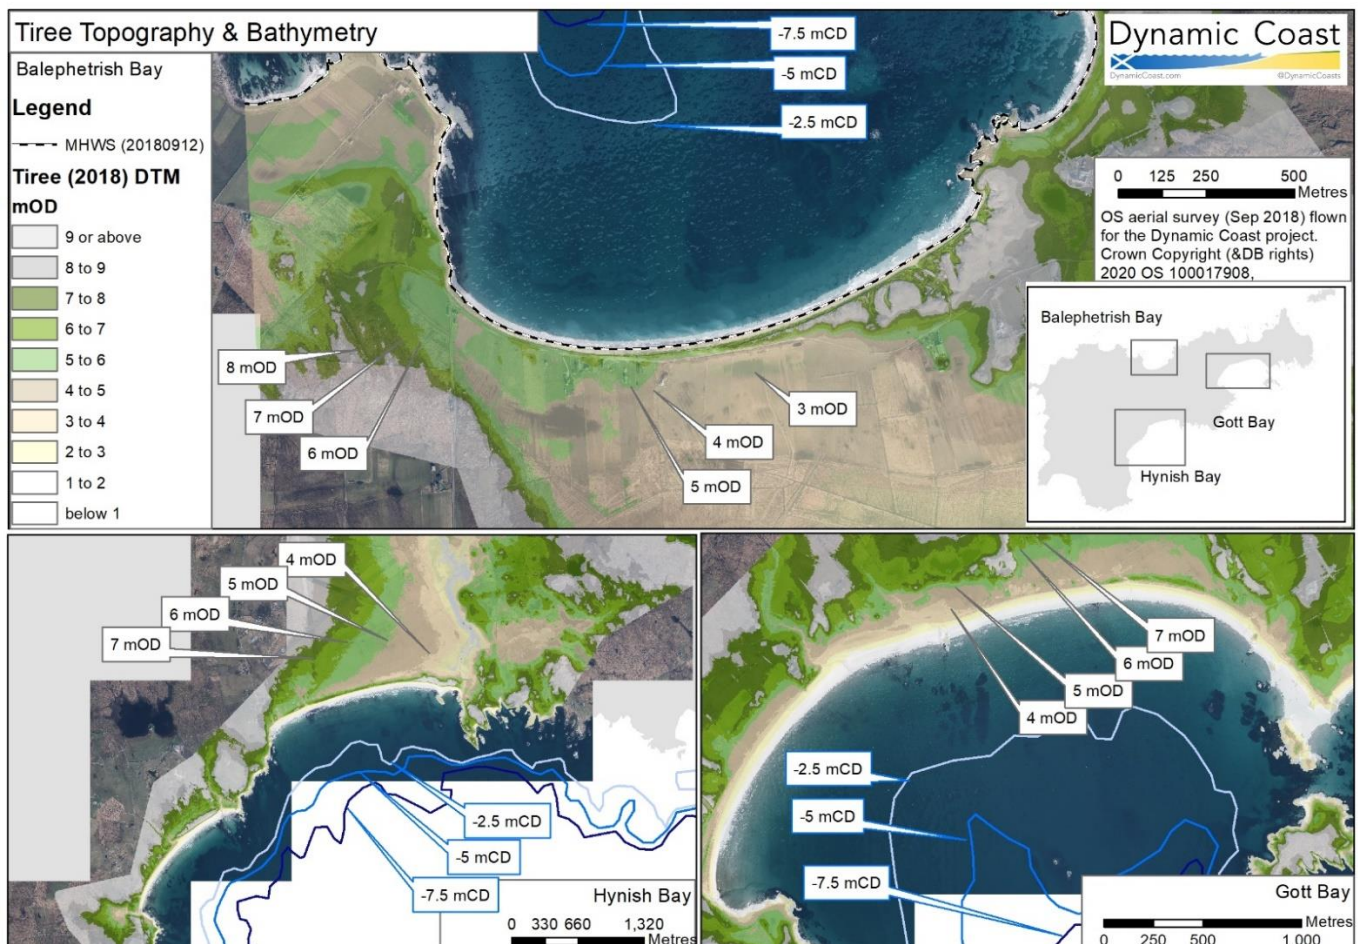 Tiree Topography & Bathymetry
Balephetrish Bay
Legend
MHWS (20180912)
Tiree (2018) DTM
mOD
9 or above
8 to 9
7 to 8
6 to 7
5 to 6
4 to 5
3 to 4
2 to 3
1 to 2
below 1
-7.5 mCD
-5 mCD
-2.5 mCD
8 mOD
7 mOD
6 mOD
5 mOD
4 mOD
3 mOD
Dynamic Coast
DynamicCoast.com
@DynamicCoasts
0 125 250 500
Metres
OS aerial survey (Sep 2018) flown
for the Dynamic Coast project.
Crown Copyright (&DB rights)
2020 OS 100017908,
Balephetrish Bay
Gott Bay
Hynish Bay
4 mOD
5 mOD
6 mOD
7 mOD
-2.5 mCD
-5 mCD
-7.5 mCD
Hynish Bay
0 330 660 1,320
Metres
7 mOD
6 mOD
5 mOD
4 mOD
-2.5 mCD
-5 mCD
-7.5 mCD
Gott Bay
Metres
0 250 500 1,000